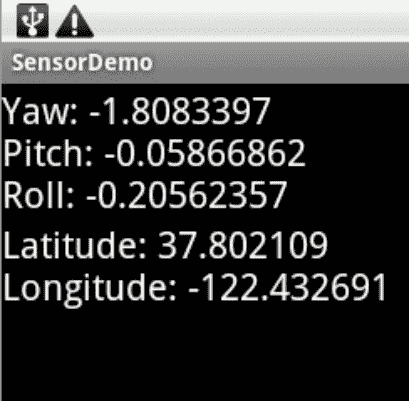 SensorDemo
Yaw: -1.8083397
Pitch: -0.05866862
Roll: -0.20562357
Latitude: 37.802109
Longitude: -122.432691